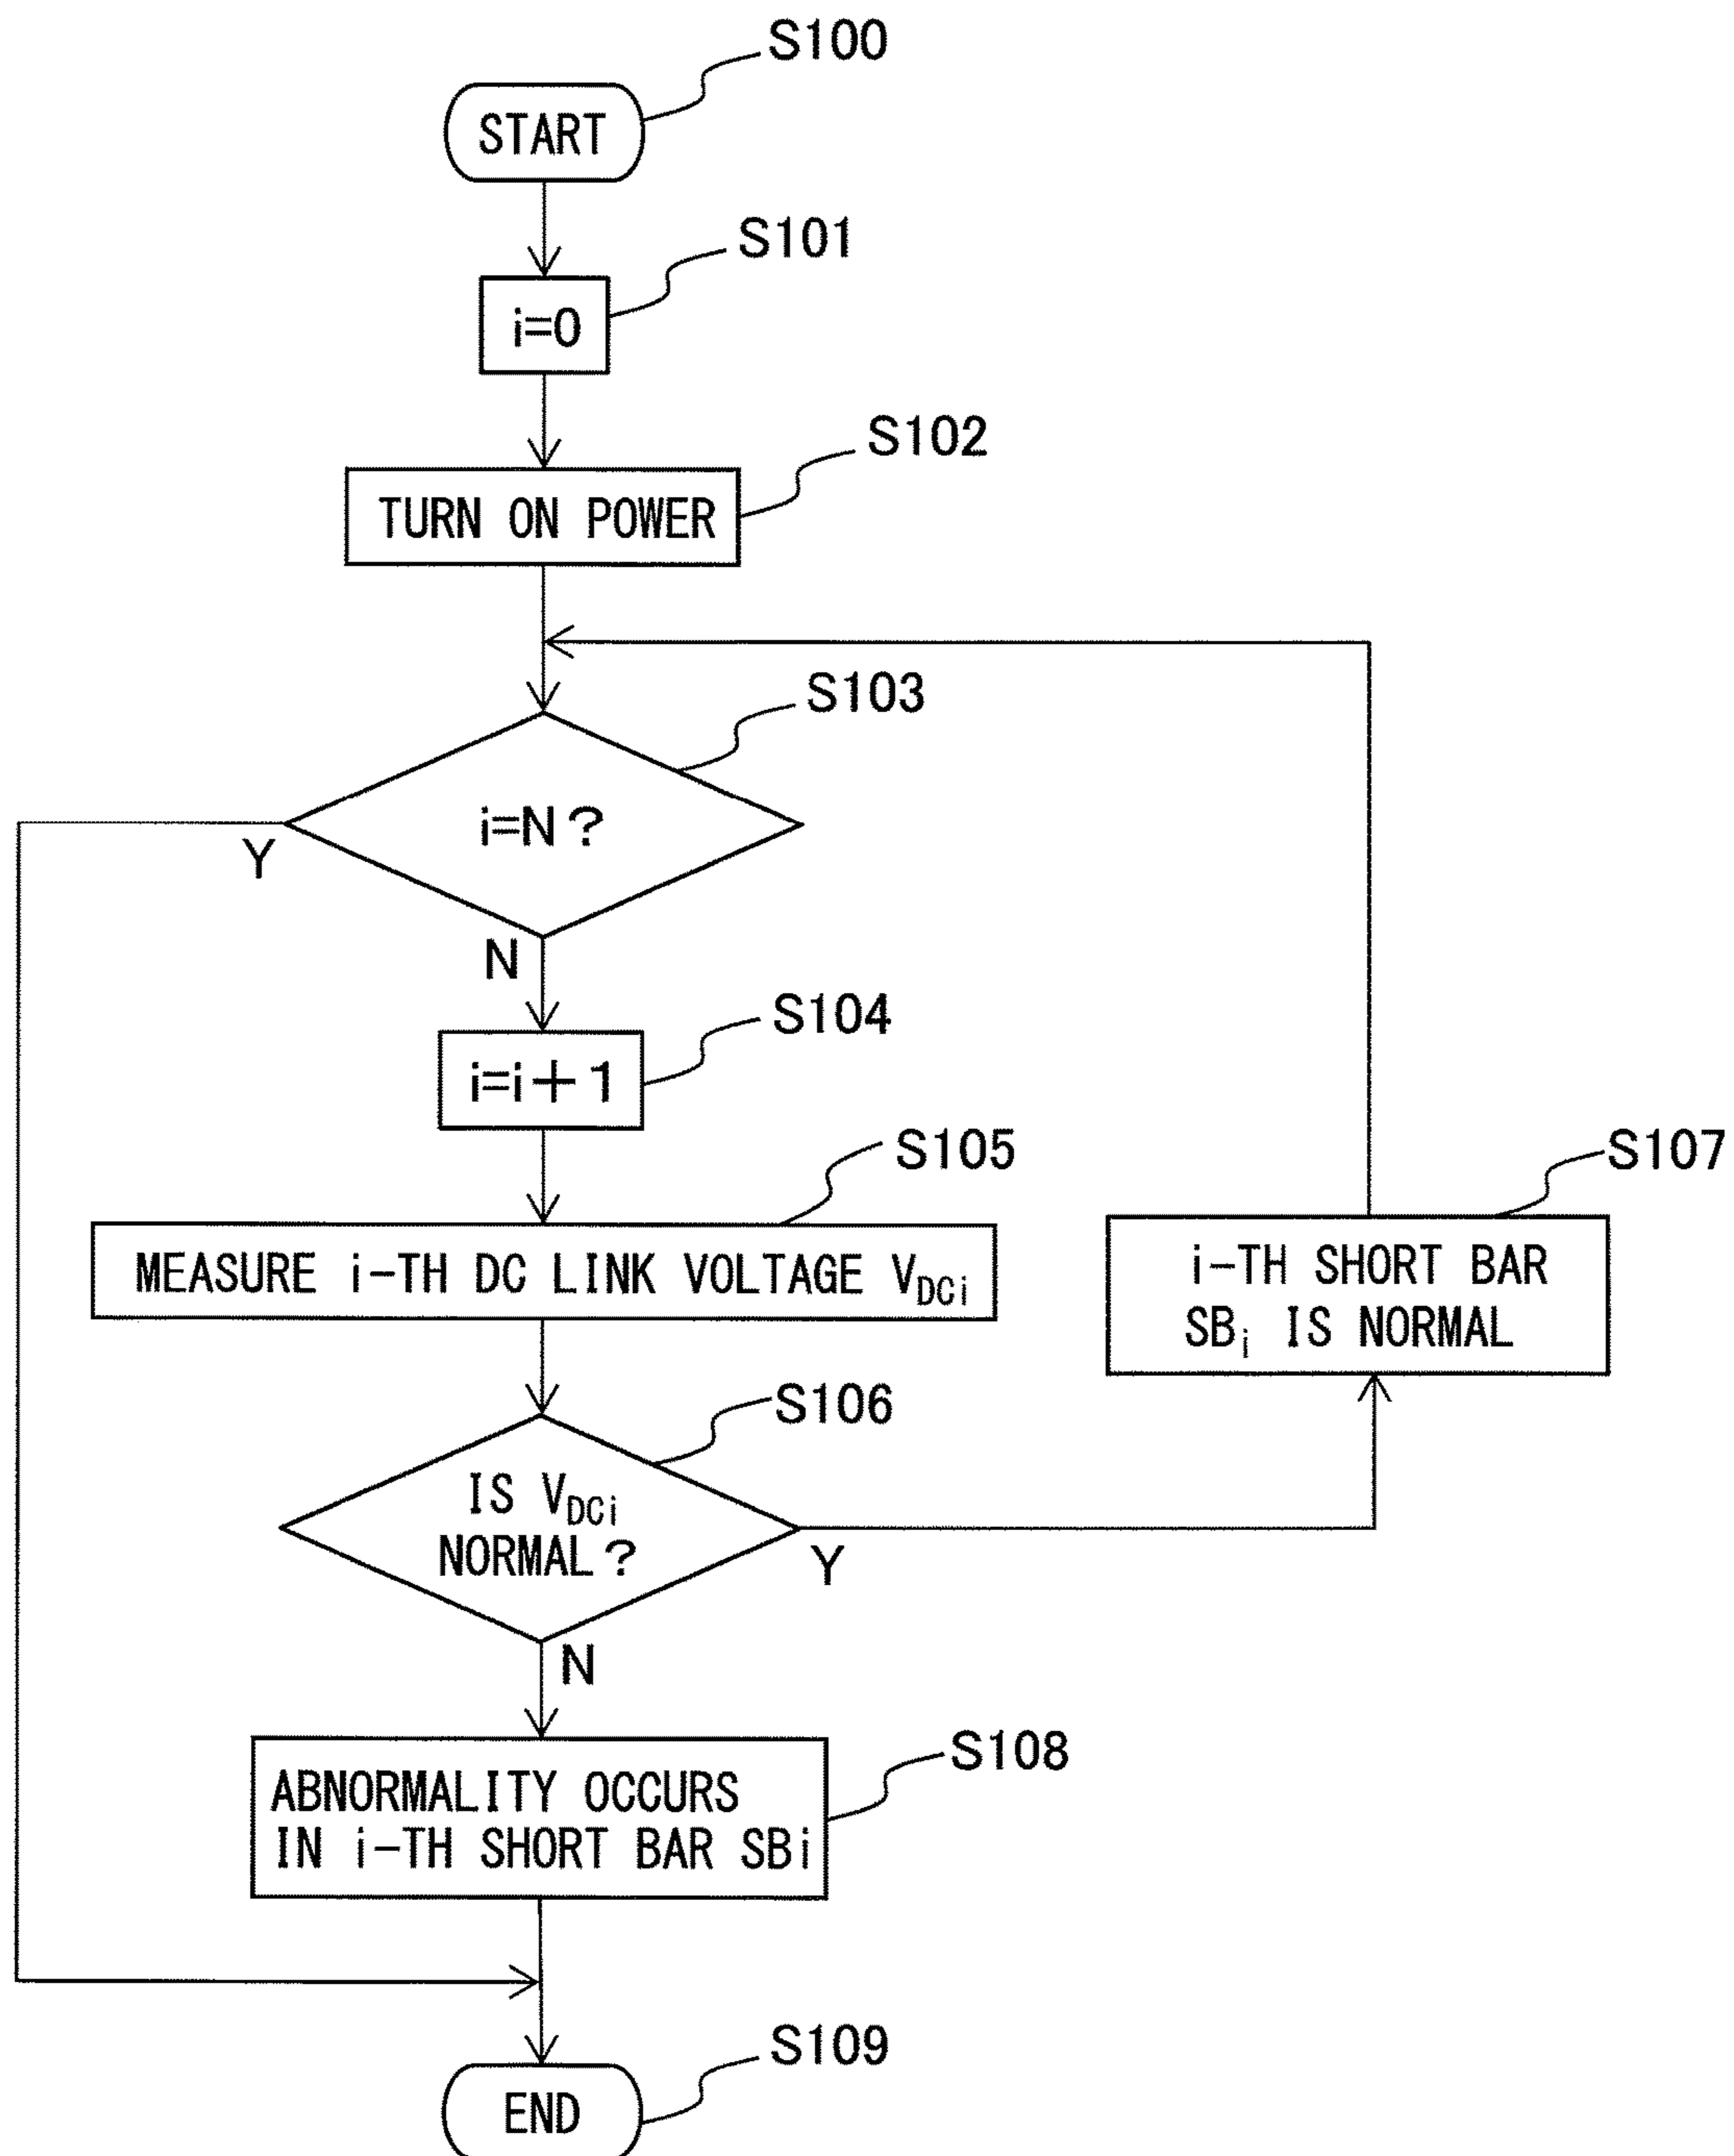 S100
START
S101
i=0
S102
TURN ON POWER
S103
i=N?
Y
N
S104
i=i+1
S105
MEASURE i-TH DC LINK VOLTAGE VDCi
S107
i-TH SHORT BAR
SBi IS NORMAL
S106
IS VDCi
NORMAL?
Y
N
S108
ABNORMALITY OCCURS
IN i-TH SHORT BAR SBi
S109
END